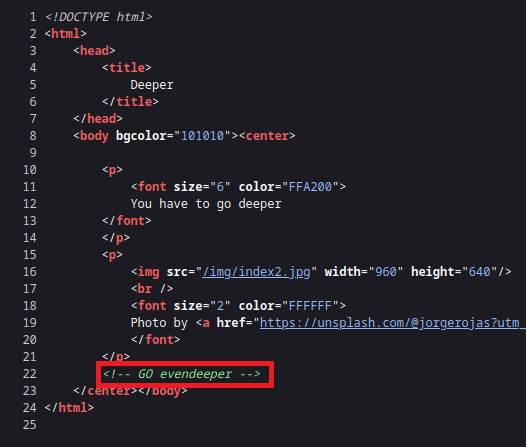 1 <!DOCTYPE html>
2 <html>
3     <head>
4         <title>
5             Deeper
6         </title>
7     </head>
8     <body bgcolor="101010"><center>
9
10         <p>
11             <font size="6" color="FFA200">
12             You have to go deeper
13         </font>
14         </p>
15         <p>
16             <img src="/img/index2.jpg" width="960" height="640"/>
17             <br />
18             <font size="2" color="FFFFFF">
19             Photo by <a href="https://unsplash.com/@jorgerojas?utm_
20             </font>
21         </p>
22         <!-- GO evendeeper -->
23     </center></body>
24 </html>
25